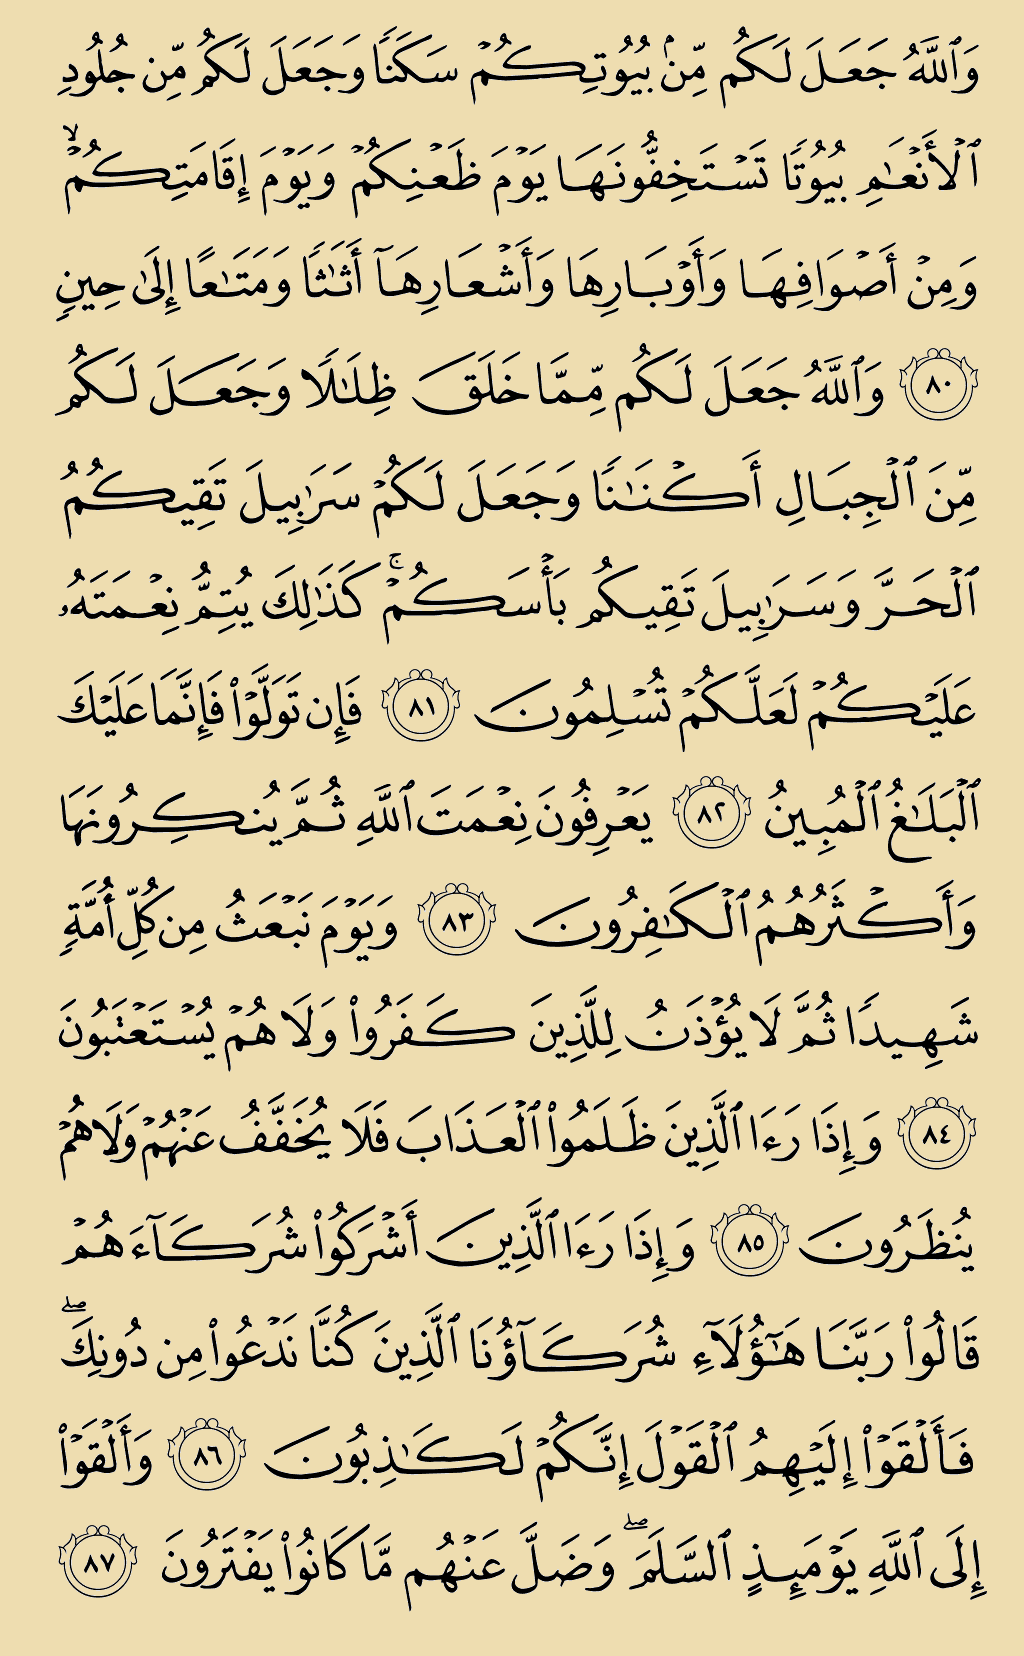 وَٱللَّهُ جَعَلَ لَكُم مِّنۢ بُيُوتِكُمۡ سَكَنٗا وَجَعَلَ لَكُم مِّن جُلُودِ
ٱلۡأَنۡعَٰمِ بُيُوتٗا تَسۡتَخِفُّونَهَا يَوۡمَ ظَعۡنِكُمۡ وَيَوۡمَ إِقَامَتِكُمۡۙ
وَمِنۡ أَصۡوَافِهَا وَأَوۡبَارِهَا وَأَشۡعَارِهَآ أَثَٰثٗا وَمَتَٰعًا إِلَىٰ حِينٖ
٨٠ وَٱللَّهُ جَعَلَ لَكُم مِّمَّا خَلَقَ ظِلَٰلٗا وَجَعَلَ لَكُم
مِّنَ ٱلۡجِبَالِ أَكۡنَٰنٗا وَجَعَلَ لَكُمۡ سَرَٰبِيلَ تَقِيكُمُ
ٱلۡحَرَّ وَسَرَٰبِيلَ تَقِيكُم بَأۡسَكُمۡۚ كَذَٰلِكَ يُتِمُّ نِعۡمَتَهُۥ
عَلَيۡكُمۡ لَعَلَّكُمۡ تُسۡلِمُونَ ٨١ فَإِن تَوَلَّوۡاْ فَإِنَّمَا عَلَيۡكَ
ٱلۡبَلَٰغُ ٱلۡمُبِينُ ٨٢ يَعۡرِفُونَ نِعۡمَتَ ٱللَّهِ ثُمَّ يُنكِرُونَهَا
وَأَكۡثَرُهُمُ ٱلۡكَٰفِرُونَ ٨٣ وَيَوۡمَ نَبۡعَثُ مِن كُلِّ أُمَّةٖ
شَهِيدٗا ثُمَّ لَا يُؤۡذَنُ لِلَّذِينَ كَفَرُواْ وَلَا هُمۡ يُسۡتَعۡتَبُونَ
٨٤ وَإِذَا رَءَا ٱلَّذِينَ ظَلَمُواْ ٱلۡعَذَابَ فَلَا يُخَفَّفُ عَنۡهُمۡ وَلَا هُمۡ
يُنظَرُونَ ٨٥ وَإِذَا رَءَا ٱلَّذِينَ أَشۡرَكُواْ شُرَكَآءَهُمۡ
قَالُواْ رَبَّنَا هَٰٓؤُلَآءِ شُرَكَآؤُنَا ٱلَّذِينَ كُنَّا نَدۡعُواْ مِن دُونِكَۖ
فَأَلۡقَوۡاْ إِلَيۡهِمُ ٱلۡقَوۡلَ إِنَّكُمۡ لَكَٰذِبُونَ ٨٦ وَأَلۡقَوۡاْ
إِلَى ٱللَّهِ يَوۡمَئِذٍ ٱلسَّلَمَۖ وَضَلَّ عَنۡهُم مَّا كَانُواْ يَفۡتَرُونَ ٨٧